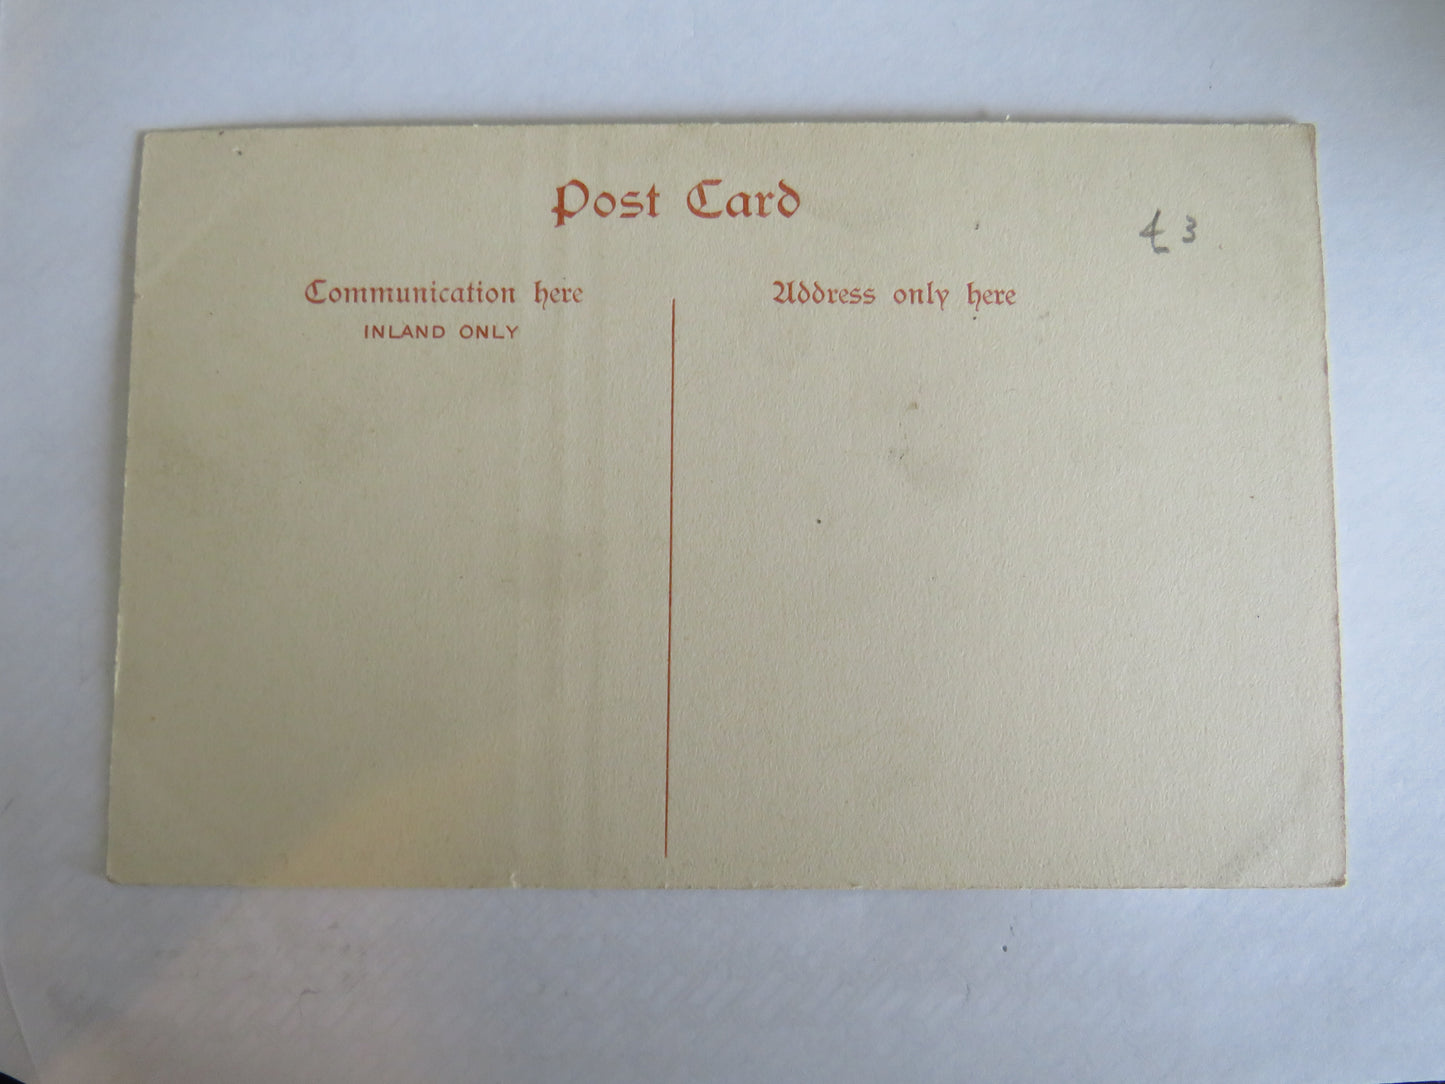 Post Card
£3
Communication here
Address only here
INLAND ONLY